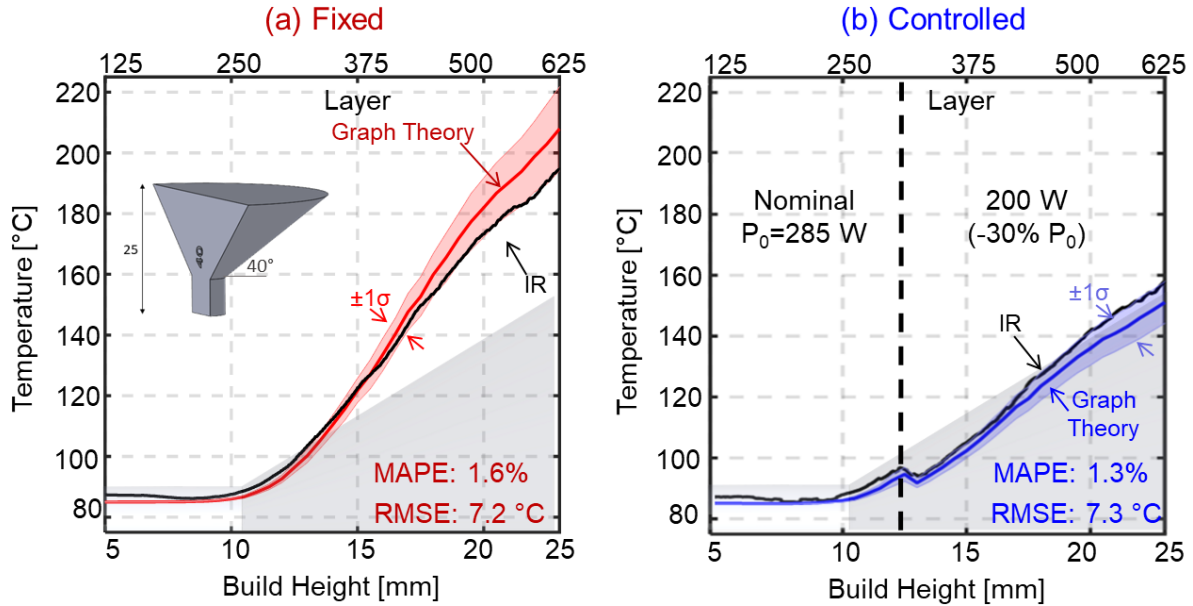 (a) Fixed
125 250 375 500 625
Layer
220
200
180
160
140
120
100
80
Temperature [°C]
Graph Theory
IR
±1σ
25
40
40°
MAPE: 1.6%
RMSE: 7.2 °C
5 10 15 20 25
Build Height [mm]
(b) Controlled
125 250 375 500 625
Layer
220
200
180
160
140
120
100
80
Temperature [°C]
Nominal
P₀=285 W
200 W
(-30% P₀)
±1σ
IR
Graph
Theory
MAPE: 1.3%
RMSE: 7.3 °C
5 10 15 20 25
Build Height [mm]